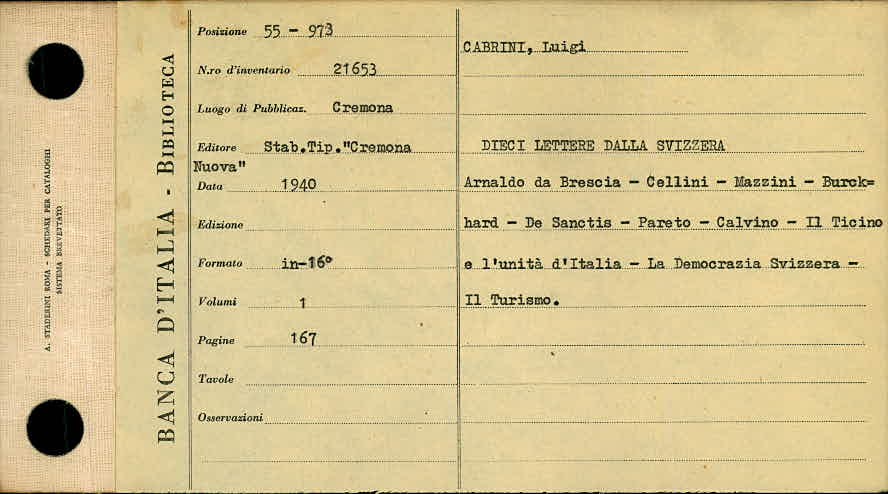 A. STADERINI ROMA - SCHEDARI PER CATALOGHI
SISTEMA BREVETTATO
BANCA D'ITALIA - BIBLIOTECA
Posizione 55 - 973
N.ro d'inventario 21653
Luogo di Pubblicaz. Cremona
Editore Stab.Tip."Cremona
Nuova"
Data 1940
Edizione
Formato in-16°
Volumi 1
Pagine 167
Tavole
Osservazioni
CABRINI, Luigi
DIECI LETTERE DALLA SVIZZERA
Arnaldo da Brescia - Cellini - Mazzini - Burck=
hard - De Sanctis - Pareto - Calvino - Il Ticino
e l'unità d'Italia - La Democrazia Svizzera -
Il Turismo.